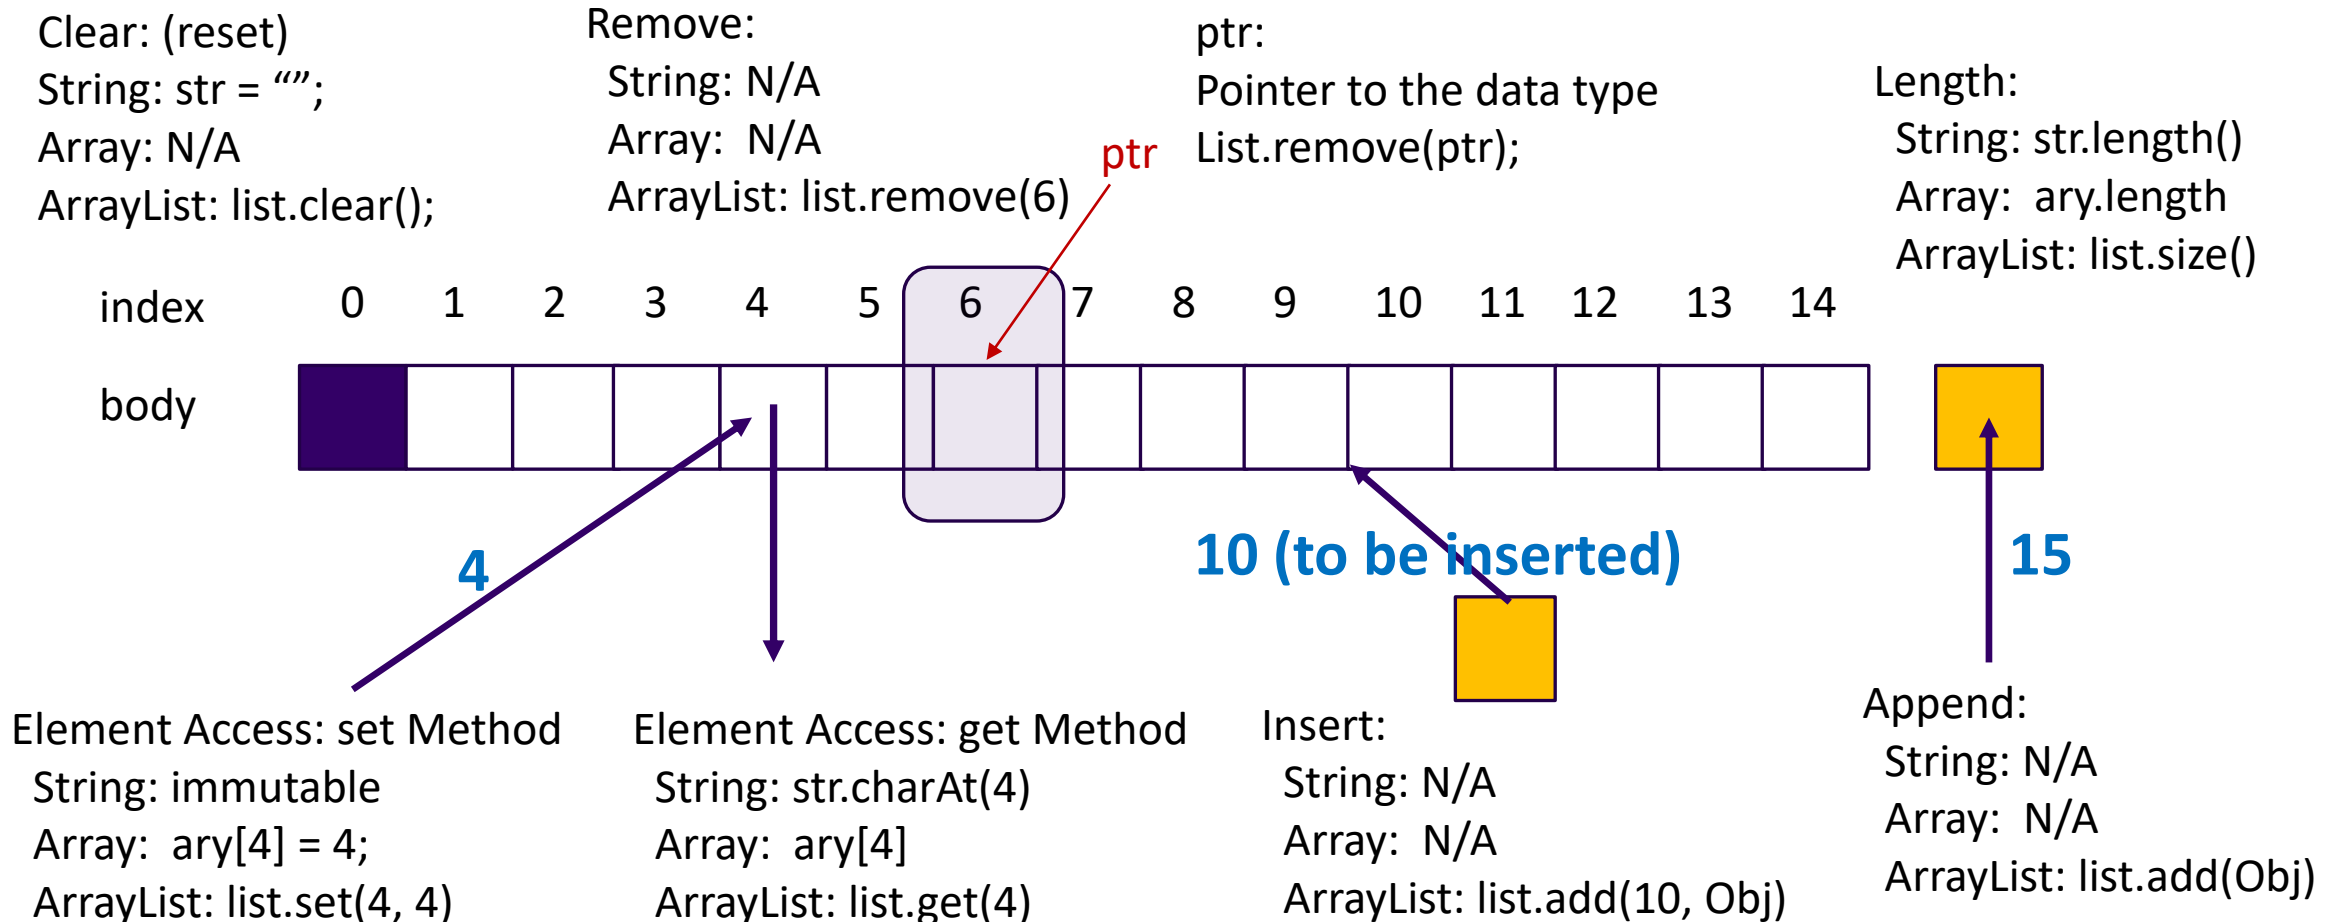 Clear: (reset)
String: str = “”;
Array: N/A
ArrayList: list.clear();
Remove:
String: N/A
Array: N/A
ArrayList: list.remove(6)
ptr
ptr:
Pointer to the data type
List.remove(ptr);
Length:
String: str.length()
Array: ary.length
ArrayList: list.size()
index 0 1 2 3 4 5 6 7 8 9 10 11 12 13 14
body
4
10 (to be inserted)
15
Element Access: set Method
String: immutable
Array: ary[4] = 4;
ArrayList: list.set(4, 4)
Element Access: get Method
String: str.charAt(4)
Array: ary[4]
ArrayList: list.get(4)
Insert:
String: N/A
Array: N/A
ArrayList: list.add(10, Obj)
Append:
String: N/A
Array: N/A
ArrayList: list.add(Obj)